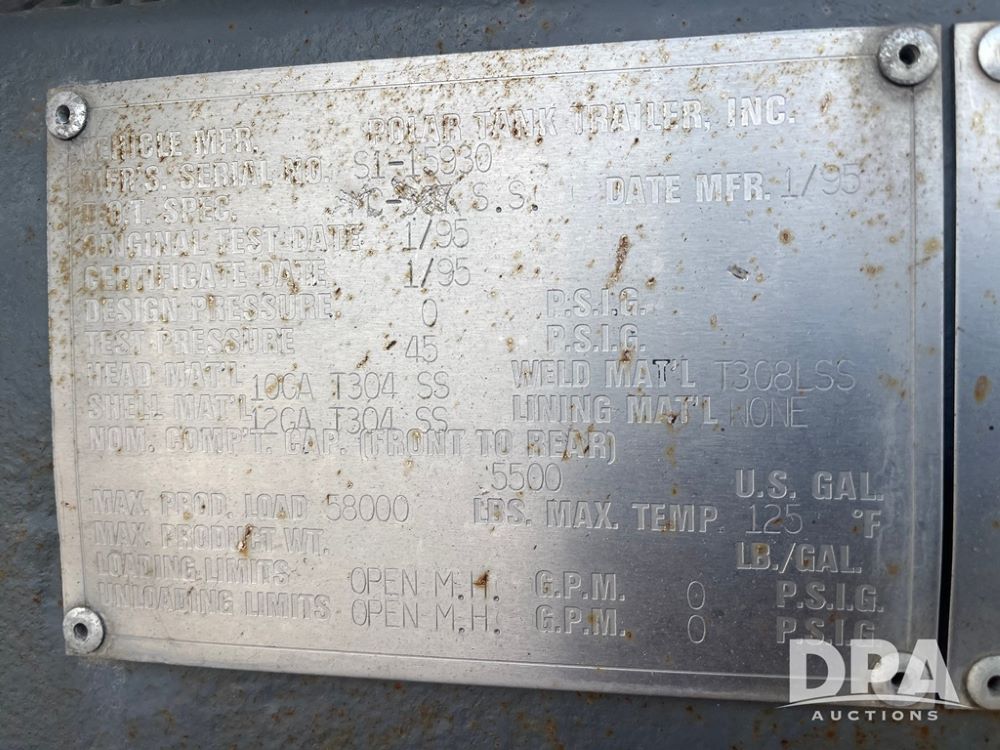 VEHICLE MFR. POLAR TANK TRAILER, INC.
MFR'S. SERIAL NO. S1-15930
D.O.T. SPEC. S.S. DATE MFR. 1/95
ORIGINAL TEST DATE 1/95
CERTIFICATE DATE 1/95
DESIGN PRESSURE 0 P.S.I.G.
TEST PRESSURE 45 P.S.I.G.
HEAD MAT'L 10GA T304 SS WELD MAT'L T308LSS
SHELL MAT'L 12GA T304 SS LINING MAT'L NONE
NOM. COMP'T. CAP. (FRONT TO REAR)
5500 U.S. GAL.
MAX. PROD. LOAD 58000 LBS. MAX. TEMP. 125 °F
MAX. PRODUCT WT. LB./GAL.
LOADING LIMITS OPEN M.H. G.P.M. 0 P.S.I.G.
UNLOADING LIMITS OPEN M.H. G.P.M. 0 P.S.I.G.
DPA
AUCTIONS